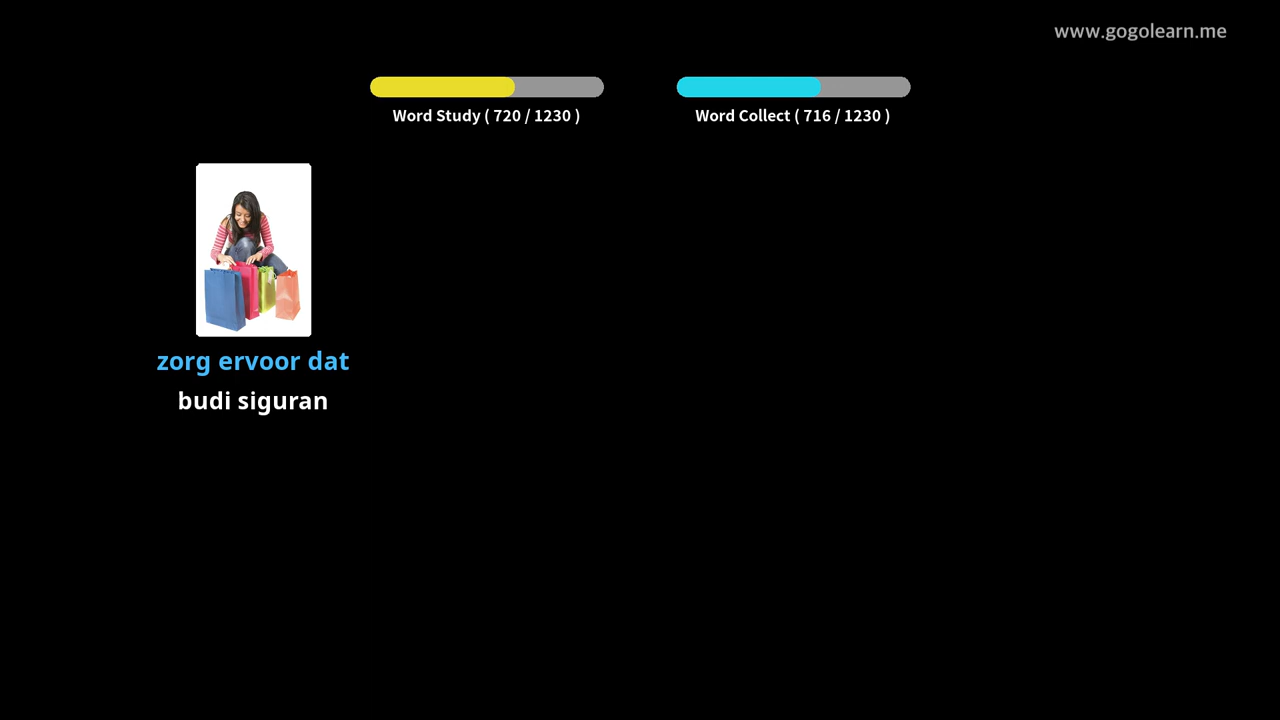 www.gogolearn.me
Word Study ( 720 / 1230 )
Word Collect ( 716 / 1230 )
zorg ervoor dat
budi siguran